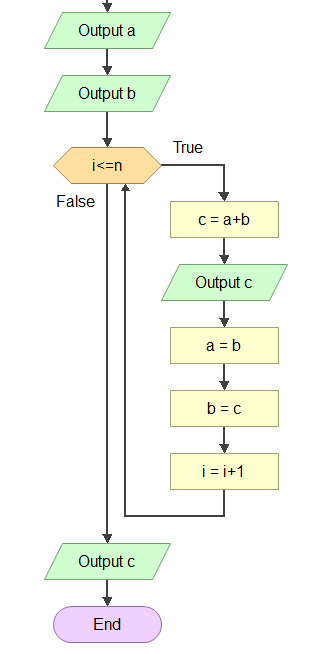 Output a
Output b
i<=n
True
False
c = a+b
Output c
a = b
b = c
i = i+1
Output c
End